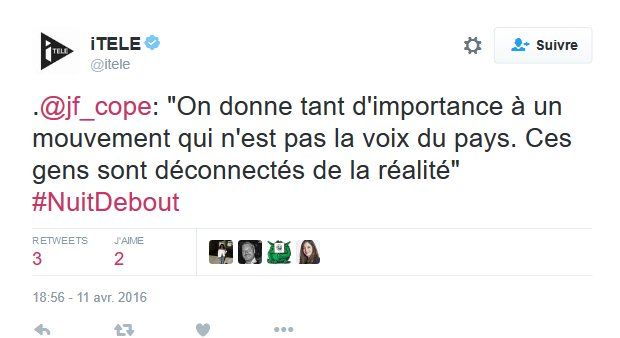 iTELE
@itele
Suivre
.@jf_cope: "On donne tant d'importance à un
mouvement qui n'est pas la voix du pays. Ces
gens sont déconnectés de la réalité"
#NuitDebout
RETWEETS
3
J'AIME
2
18:56 - 11 avr. 2016